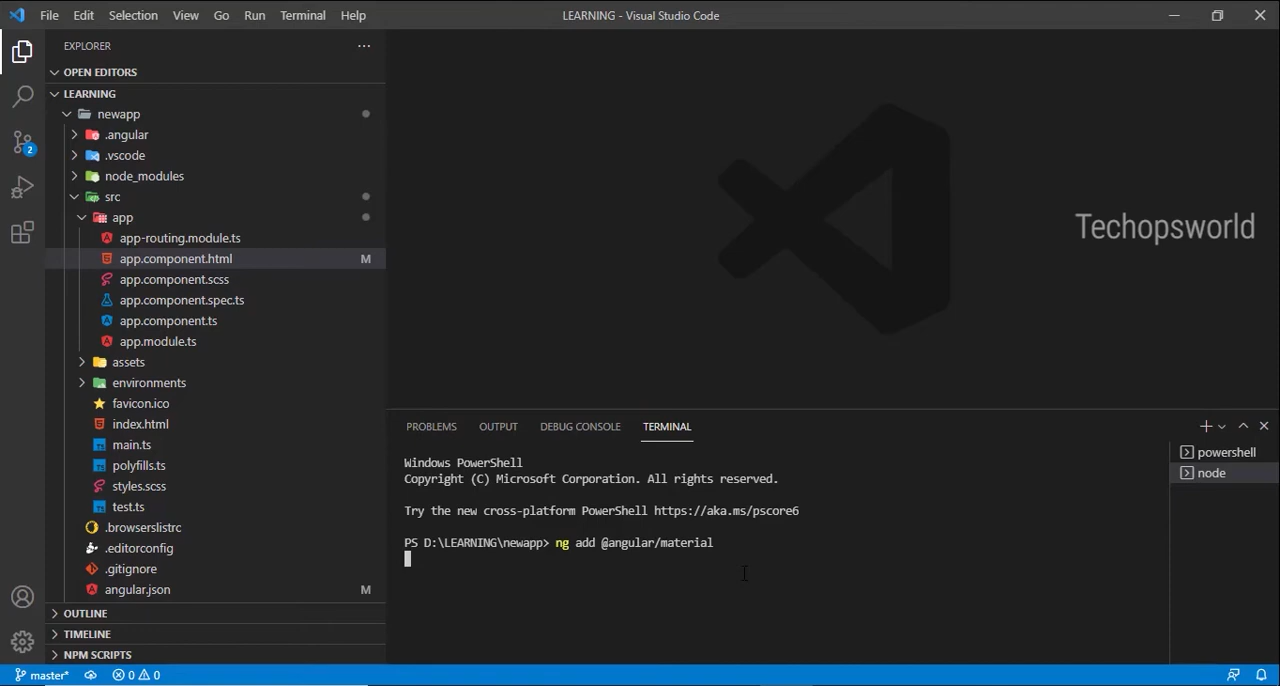 File Edit Selection View Go Run Terminal Help
LEARNING - Visual Studio Code
EXPLORER
OPEN EDITORS
LEARNING
newapp
.angular
.vscode
node_modules
src
app
app-routing.module.ts
app.component.html M
app.component.scss
app.component.spec.ts
app.component.ts
app.module.ts
assets
environments
favicon.ico
index.html
main.ts
polyfills.ts
styles.scss
test.ts
.browserslistrc
.editorconfig
.gitignore
angular.json M
OUTLINE
TIMELINE
NPM SCRIPTS
2
Techopsworld
PROBLEMS OUTPUT DEBUG CONSOLE TERMINAL
Windows PowerShell
Copyright (C) Microsoft Corporation. All rights reserved.
Try the new cross-platform PowerShell https://aka.ms/pscore6
PS D:\LEARNING\newapp> ng add @angular/material
powershell
node
master* 0 0